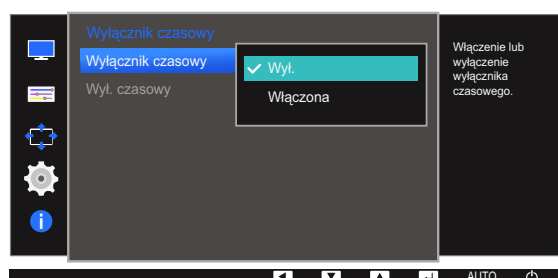 Wyłącznik czasowy
Wyłącznik czasowy
Wył. czasowy
Wył.
Włączona
Włączenie lub
wyłączenie
wyłącznika
czasowego.
AUTO